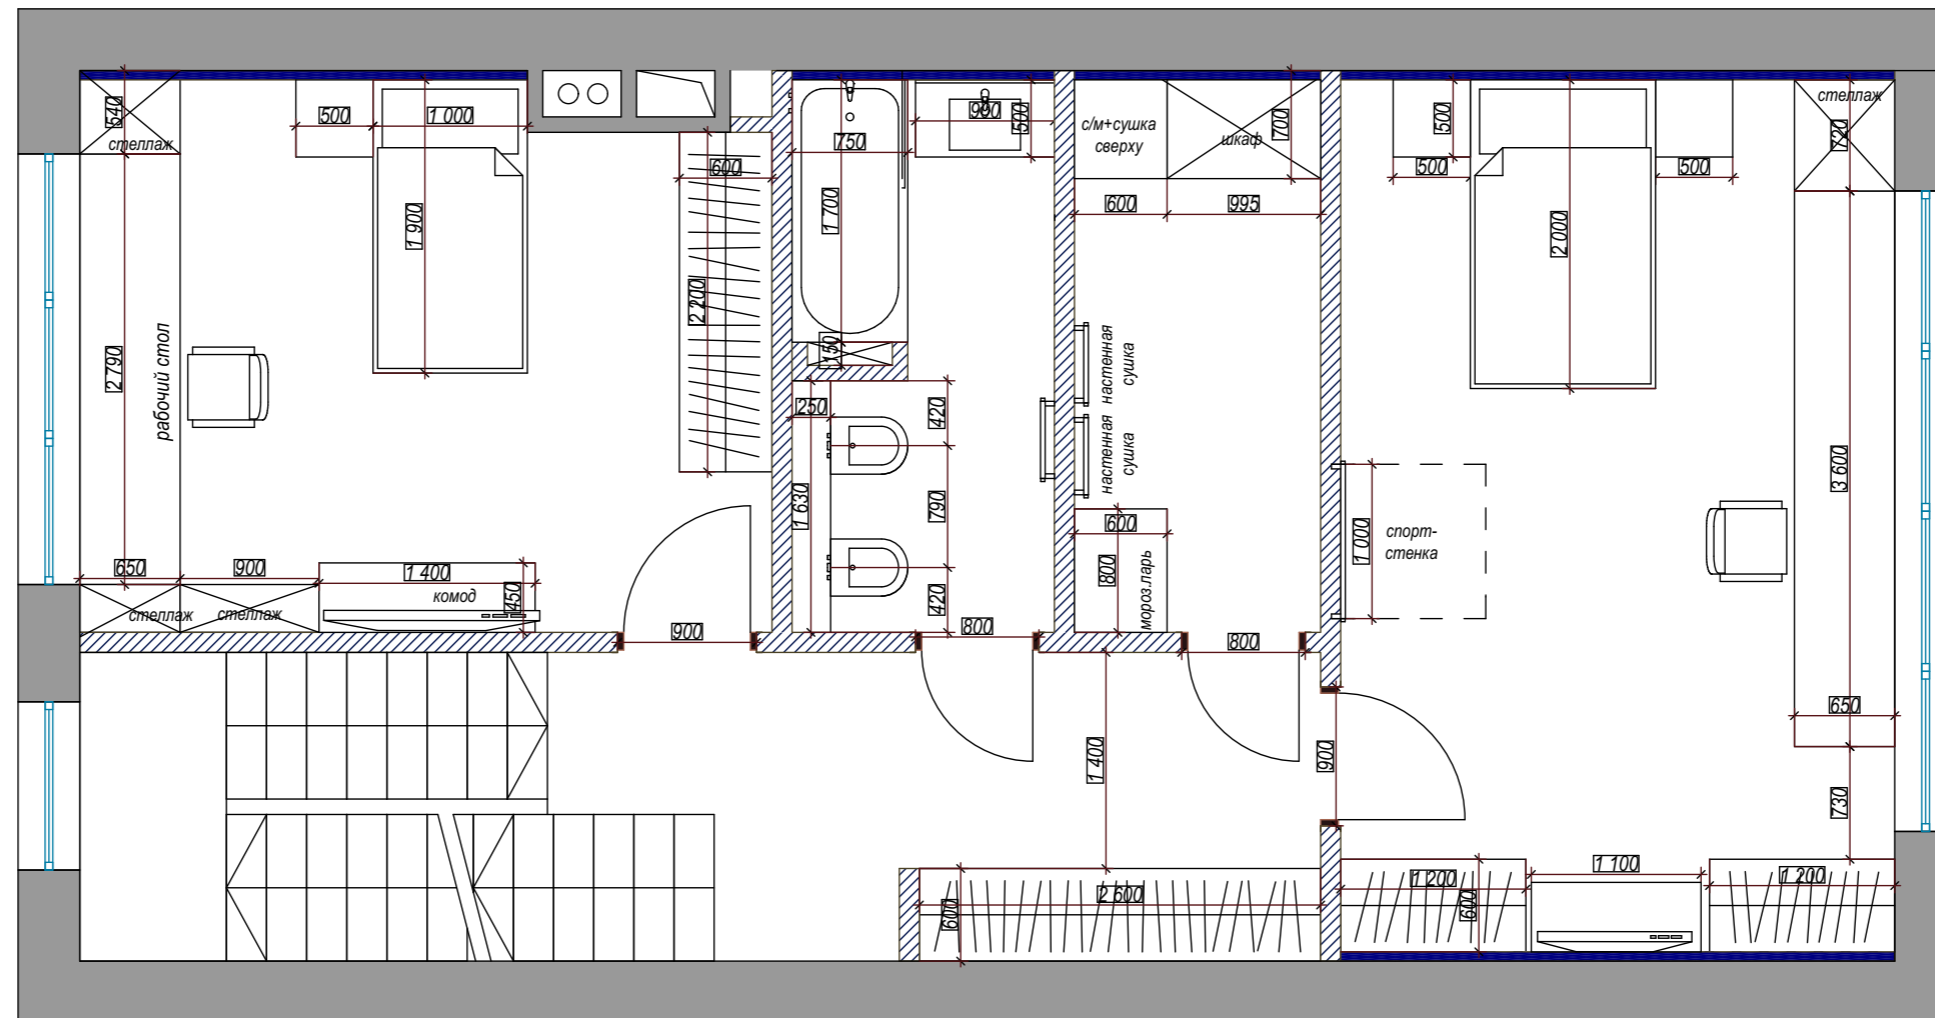 540
стеллаж
500
1 000
600
1 900
2 790
рабочий стол
2 200
650
900
1 400
450
стеллаж
стеллаж
комод
900
750
900
500
1 700
150
250
420
1 630
790
420
800
с/м+сушка
сверху
шкаф
700
600
995
настенная
сушка
настенная
сушка
600
800
мороз.ларь
800
1 400
900
2 600
600
500
500
500
2 000
стеллаж
720
3 600
1 000
спорт-
стенка
650
730
1 200
1 100
1 200
600